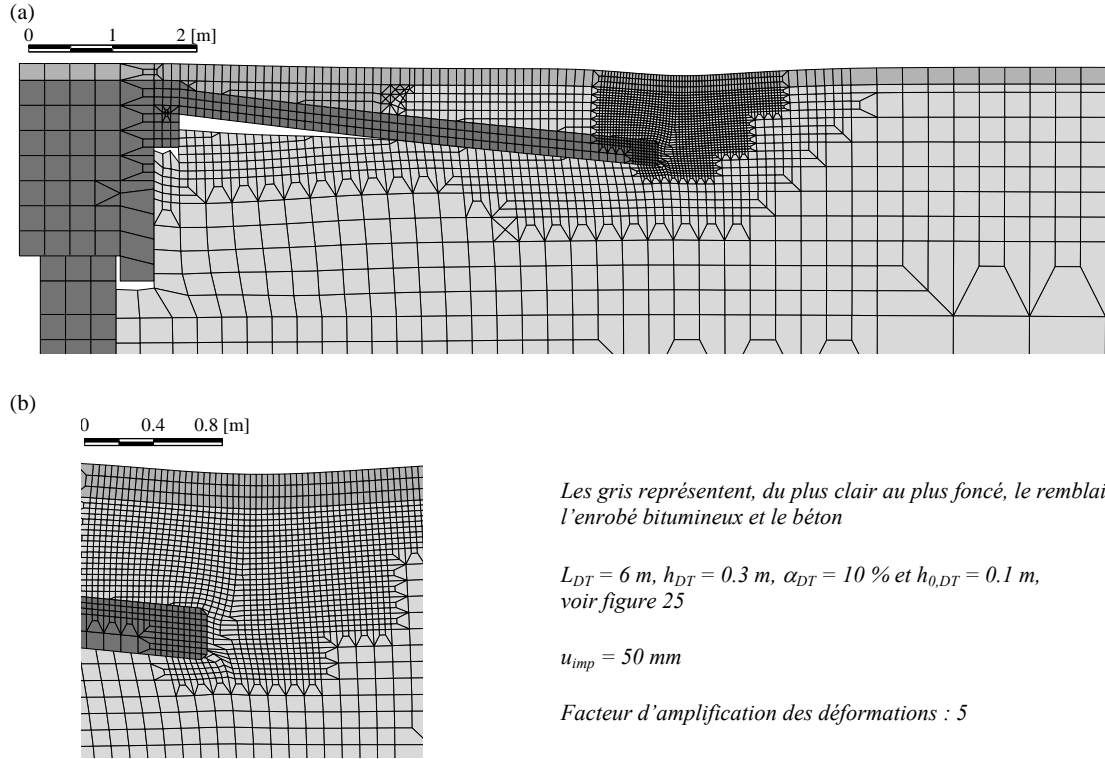 (a)
0 1 2 [m]
(b)
0 0.4 0.8 [m]
Les gris représentent, du plus clair au plus foncé, le remblai
l'enrobé bitumineux et le béton
L_DT = 6 m, h_DT = 0.3 m, α_DT = 10 % et h_0,DT = 0.1 m,
voir figure 25
u_imp = 50 mm
Facteur d'amplification des déformations : 5